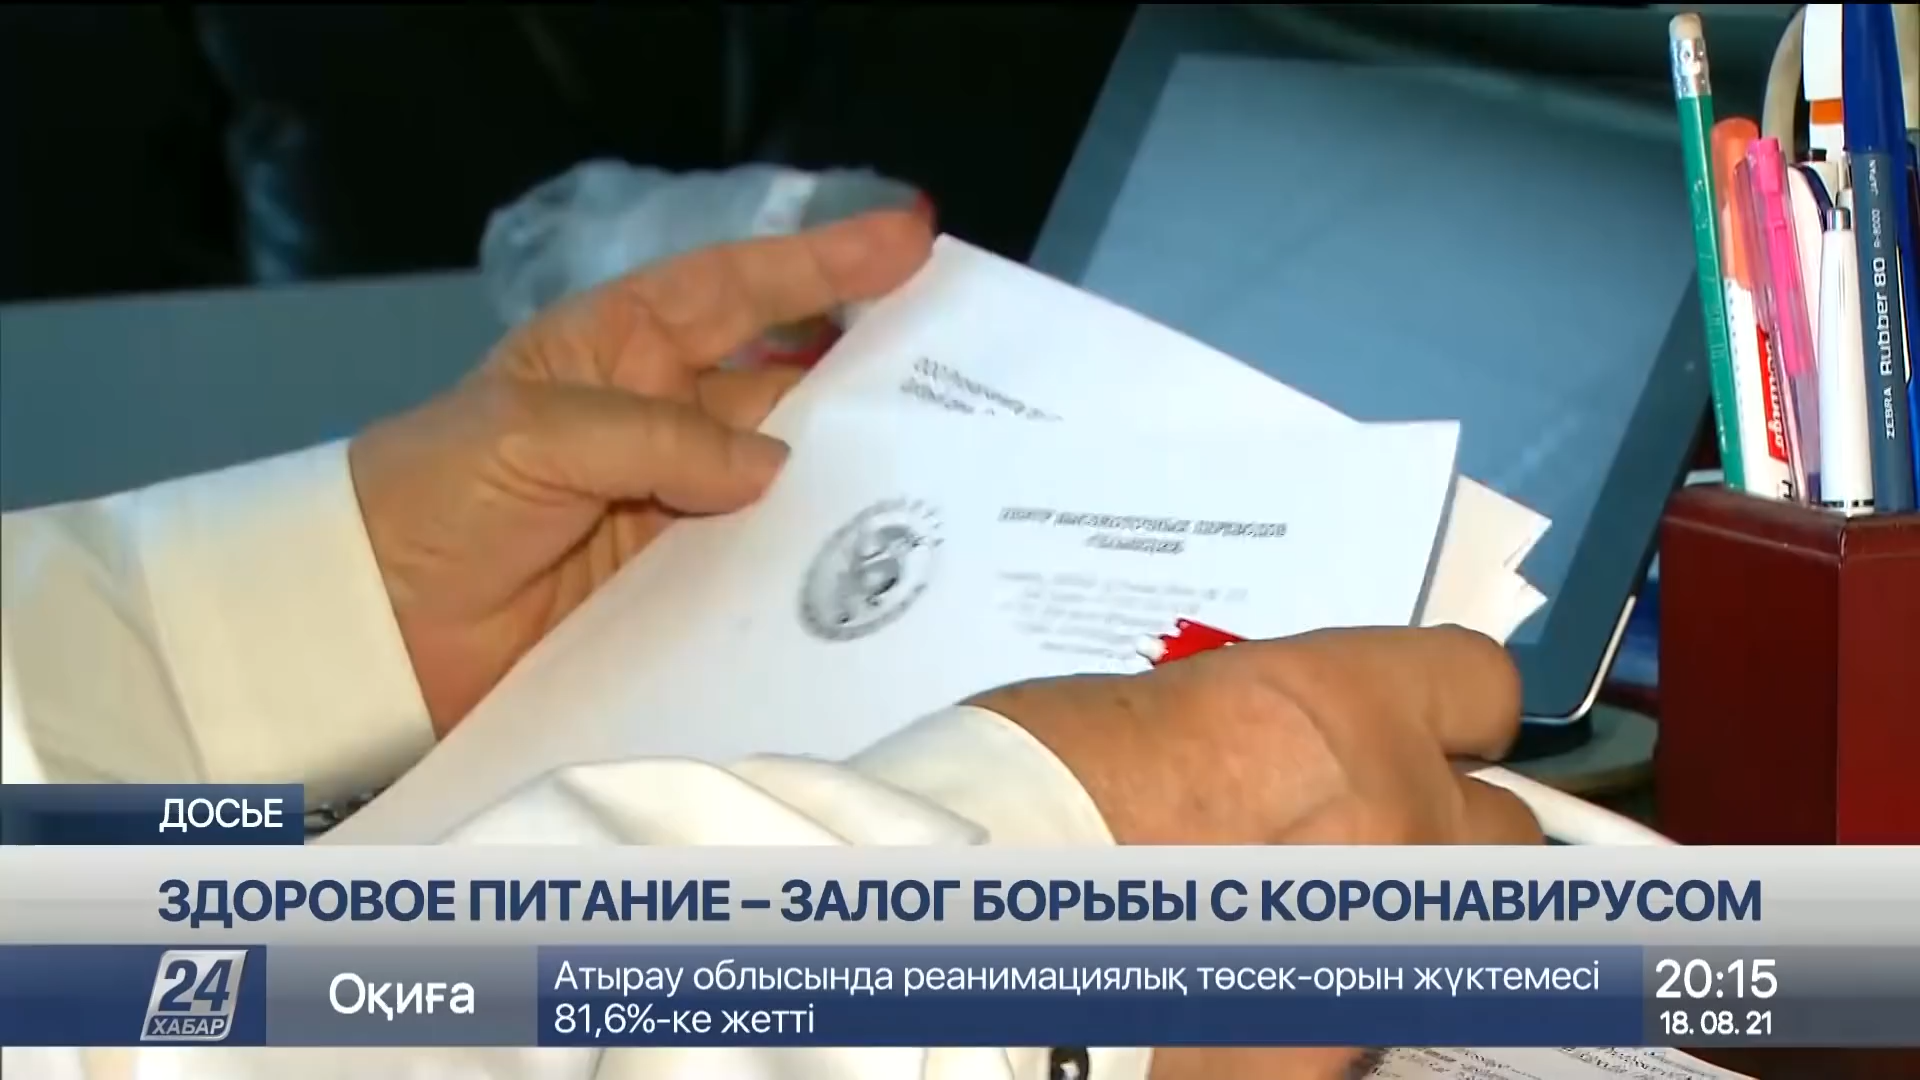 ZEBRA Rubber 80 R-8000 JAPAN
ДОСЬЕ
ЗДОРОВОЕ ПИТАНИЕ – ЗАЛОГ БОРЬБЫ С КОРОНАВИРУСОМ
24
ХАБАР
Оқиға
Атырау облысында реанимациялық төсек-орын жүктемесі
81,6%-ке жетті
20:15
18.08.21